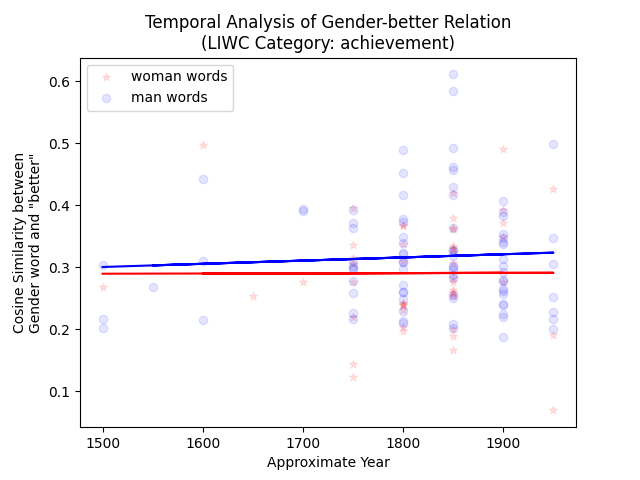 Temporal Analysis of Gender-better Relation
(LIWC Category: achievement)
woman words
man words
0.6
0.5
0.4
0.3
0.2
0.1
Cosine Similarity between
Gender word and "better"
1500
1600
1700
1800
1900
Approximate Year